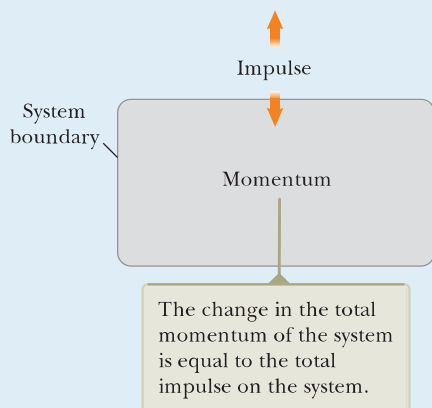 Impulse
System
boundary
Momentum
The change in the total
momentum of the system
is equal to the total
impulse on the system.